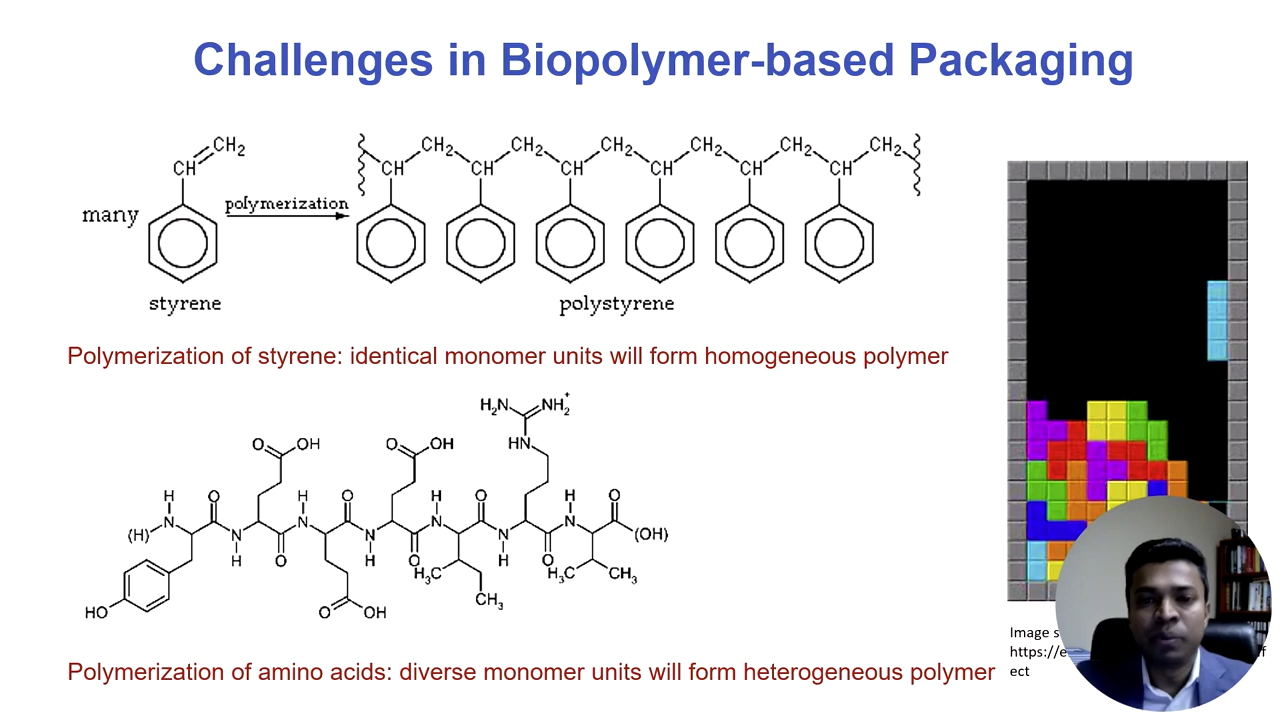 Challenges in Biopolymer-based Packaging
CH2
CH
many
polymerization
styrene
CH2 CH2 CH2 CH2 CH2 CH2
CH CH CH CH CH CH
polystyrene
Polymerization of styrene: identical monomer units will form homogeneous polymer
H2N NH2+
HN
O OH O OH
H O H O H O H O
(H) N N N N (OH)
N N N N
H O H O H O
H3C H3C CH3
CH3
HO O OH
Polymerization of amino acids: diverse monomer units will form heterogeneous polymer
Image s
https://e
ect